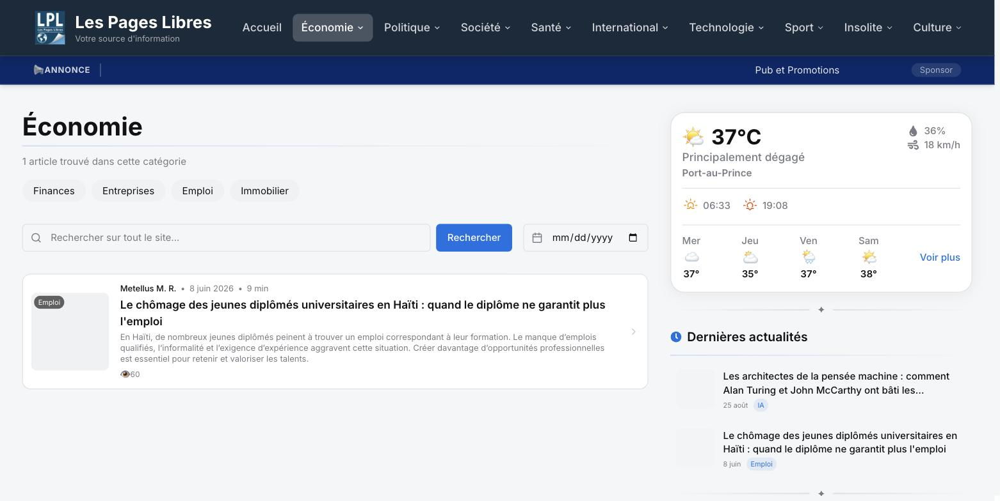 LPL
Les Pages Libres
Les Pages Libres
Votre source d'information
Accueil
Économie
Politique
Société
Santé
International
Technologie
Sport
Insolite
Culture
ANNONCE
Pub et Promotions
Sponsor
Économie
1 article trouvé dans cette catégorie
Finances
Entreprises
Emploi
Immobilier
Rechercher sur tout le site...
Rechercher
mm/dd/yyyy
Emploi
Metellus M. R. • 8 juin 2026 • 9 min
Le chômage des jeunes diplômés universitaires en Haïti : quand le diplôme ne garantit plus
l'emploi
En Haïti, de nombreux jeunes diplômés peinent à trouver un emploi correspondant à leur formation. Le manque d’emplois
qualifiés, l’informalité et l’exigence d’expérience aggravent cette situation. Créer davantage d’opportunités professionnelles
est essentiel pour retenir et valoriser les talents.
60
37°C
36%
18 km/h
Principalement dégagé
Port-au-Prince
06:33
19:08
Mer
Jeu
Ven
Sam
37°
35°
37°
38°
Voir plus
Dernières actualités
Les architectes de la pensée machine : comment
Alan Turing et John McCarthy ont bâti les...
25 août
IA
Le chômage des jeunes diplômés universitaires en
Haïti : quand le diplôme ne garantit plus l'emploi
8 juin
Emploi